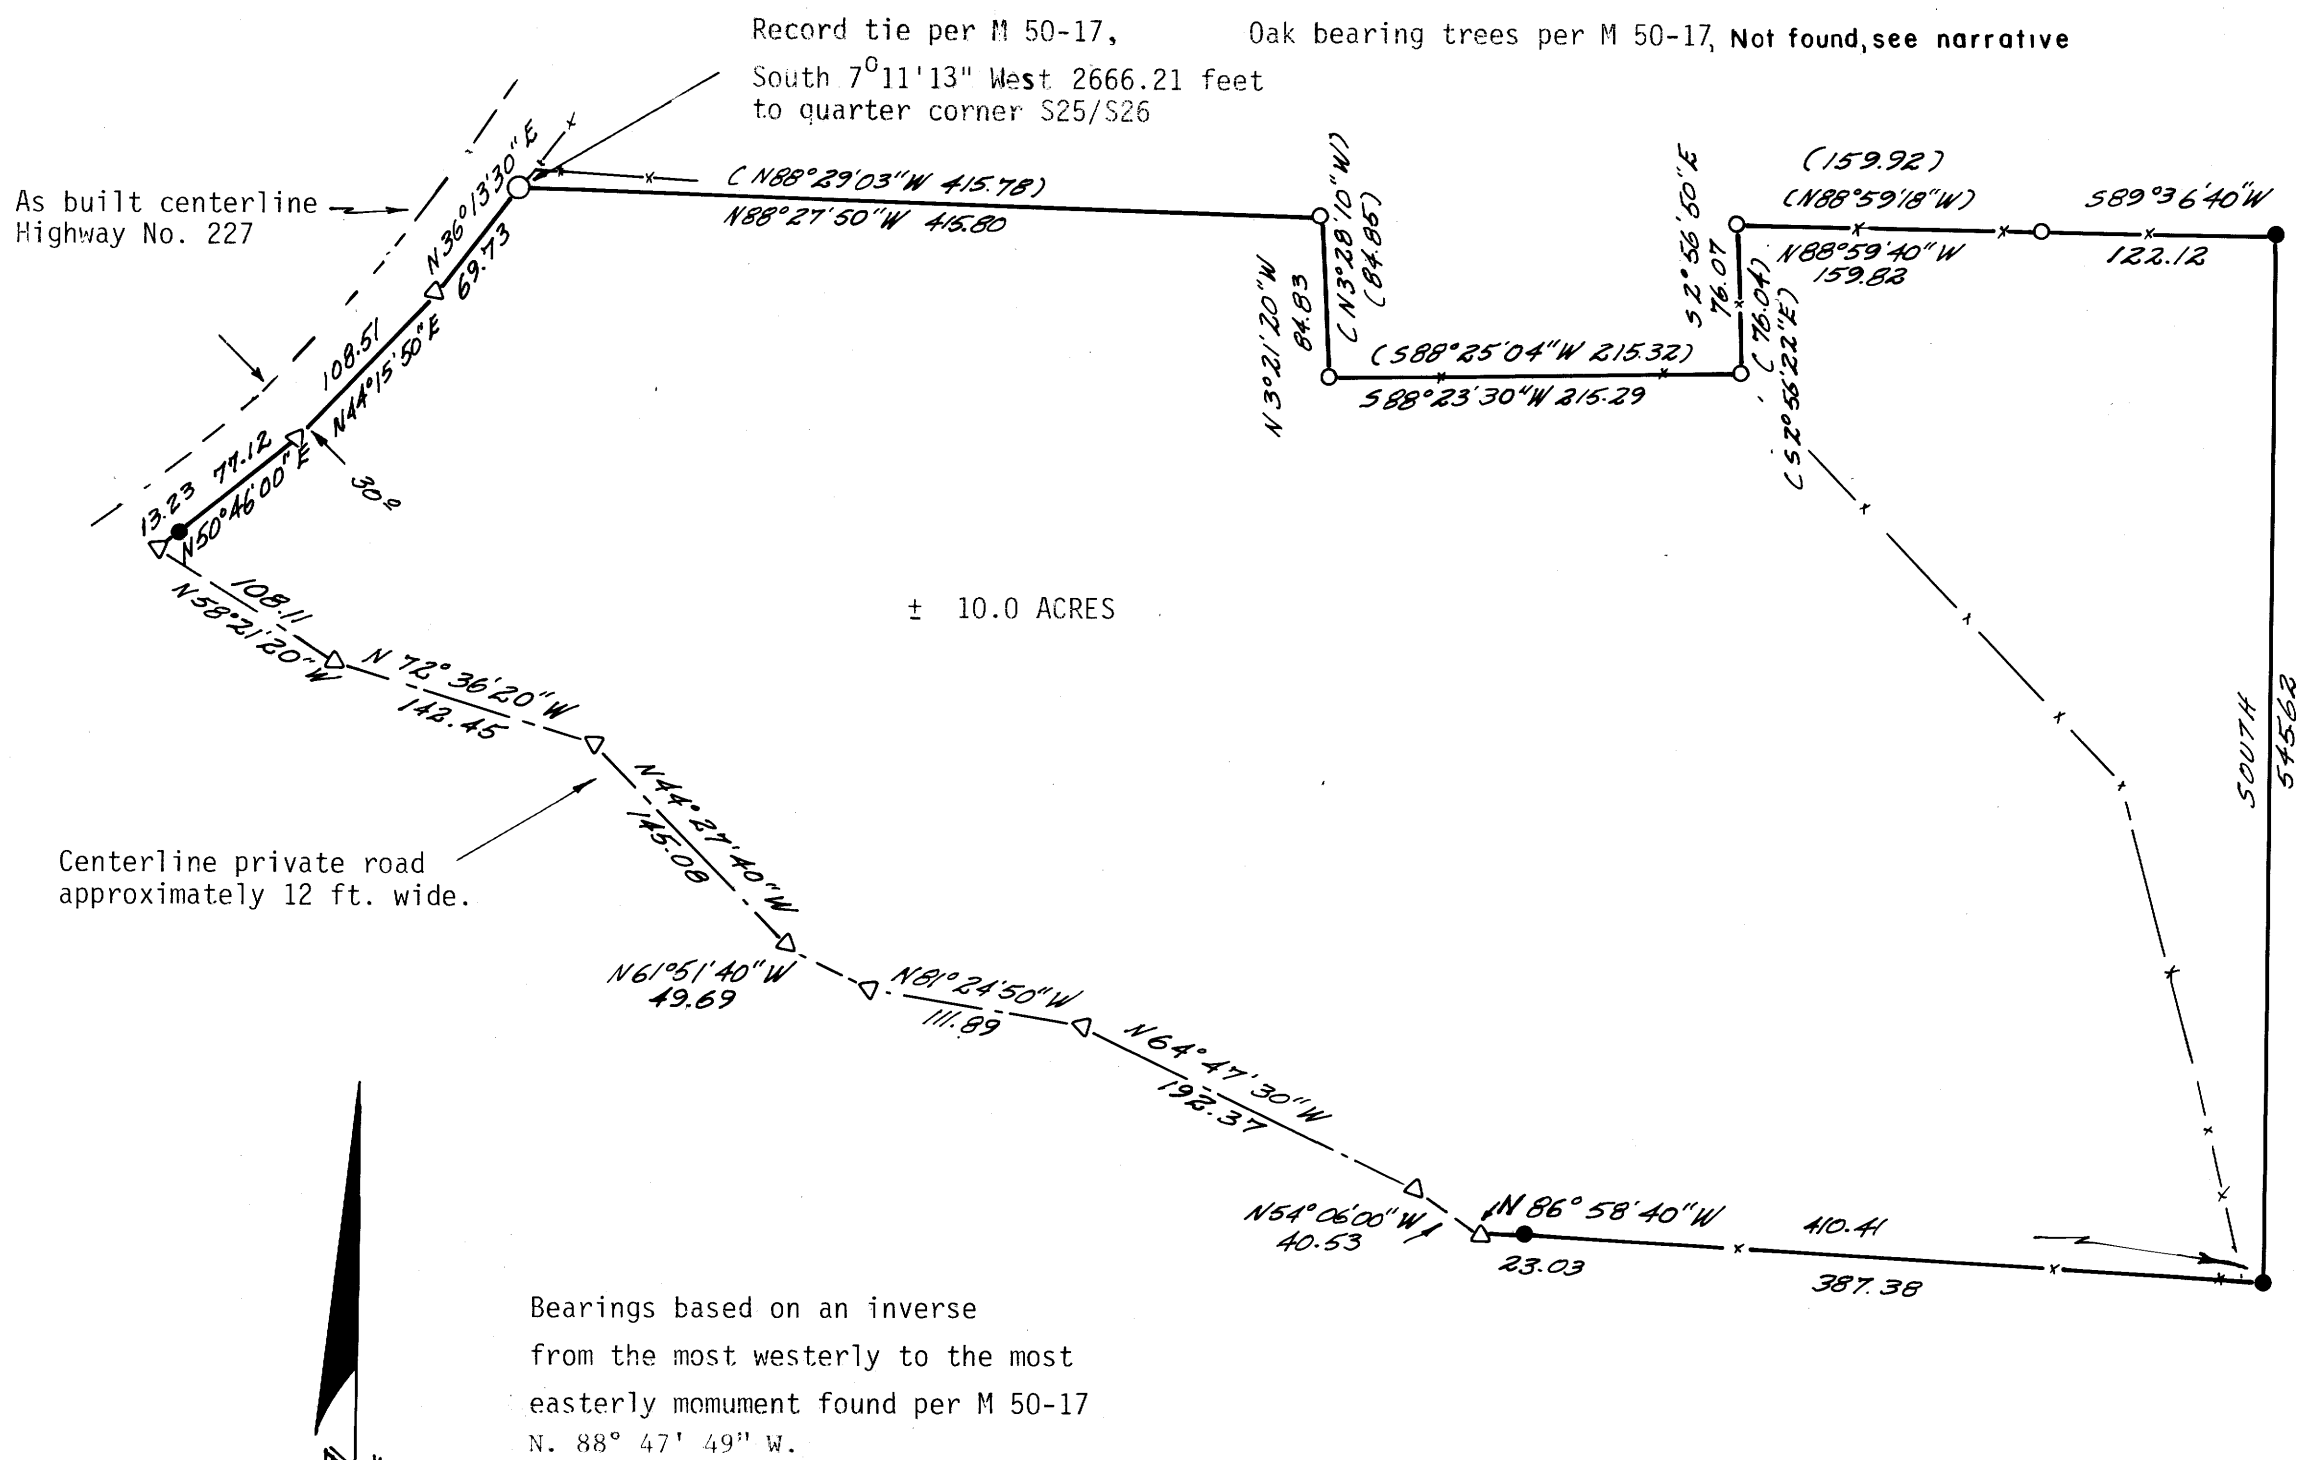 Record tie per M 50-17,
South 7°11'13" West 2666.21 feet
to quarter corner S25/S26
Oak bearing trees per M 50-17, Not found, see narrative
As built centerline
Highway No. 227
N36°13'30"E
69.73
108.51
N44°15'50"E
77.12
13.23
N50°46'00"E
30º
(N88°29'03"W 415.78)
N88°27'50"W 415.80
N3°21'20"W
84.83
(N3°28'10"W)
(84.85)
(S88°25'04"W 215.32)
S88°23'30"W 215.29
S2°56'50"E
76.07
(76.04)
(S2°56'22"E)
(159.92)
(N88°59'18"W)
N88°59'40"W
159.82
S89°36'40"W
122.12
SOUTH
545.62
± 10.0 ACRES
108.11
N58°21'20"W
N 72°36'20"W
142.45
N44°27'40"W
145.08
Centerline private road
approximately 12 ft. wide.
N61°51'40"W
49.69
N81°24'50"W
111.89
N64°47'30"W
192.37
N54°06'00"W
40.53
N 86°58'40"W
23.03
410.41
387.38
Bearings based on an inverse
from the most westerly to the most
easterly momument found per M 50-17
N. 88° 47' 49" W.